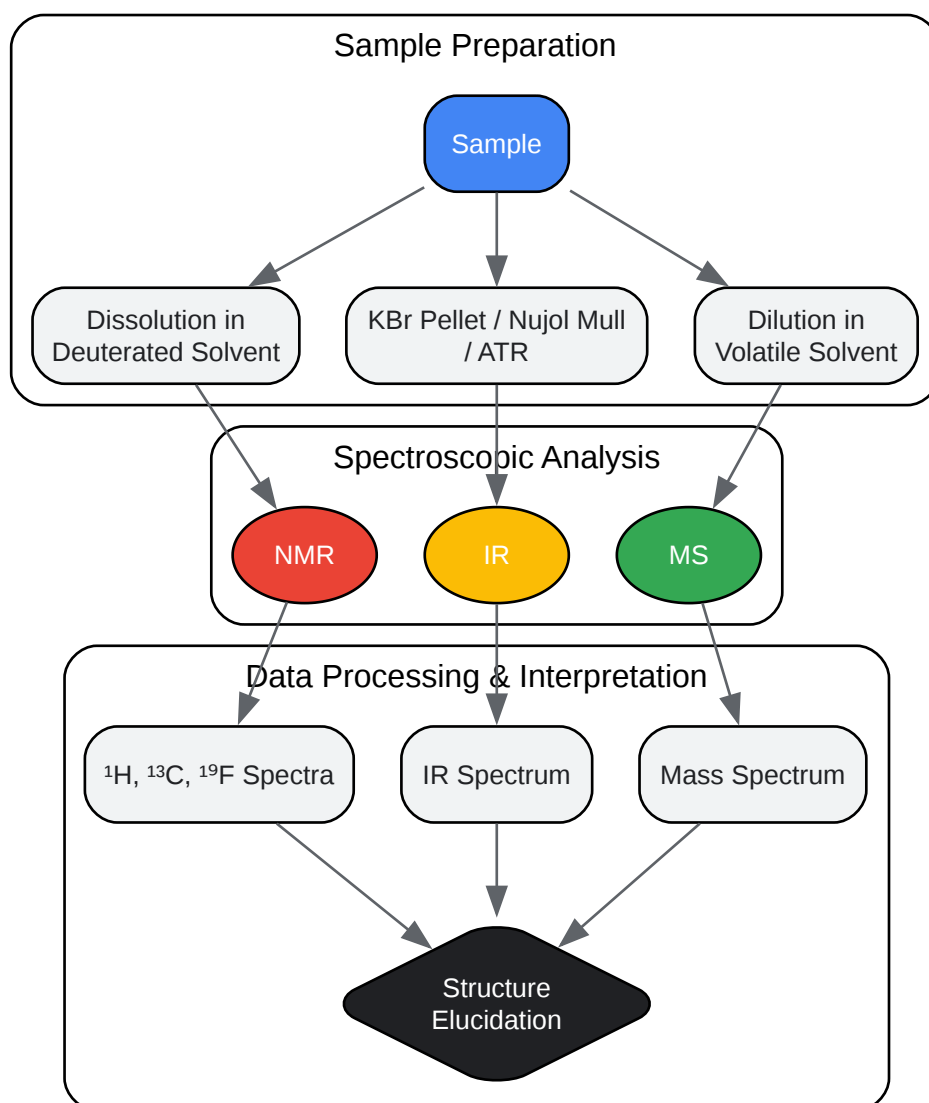 Sample Preparation
Sample
Dissolution in
Deuterated Solvent
KBr Pellet / Nujol Mull
/ ATR
Dilution in
Volatile Solvent
Spectroscopic Analysis
NMR
IR
MS
Data Processing & Interpretation
¹H, ¹³C, ¹⁹F Spectra
IR Spectrum
Mass Spectrum
Structure
Elucidation